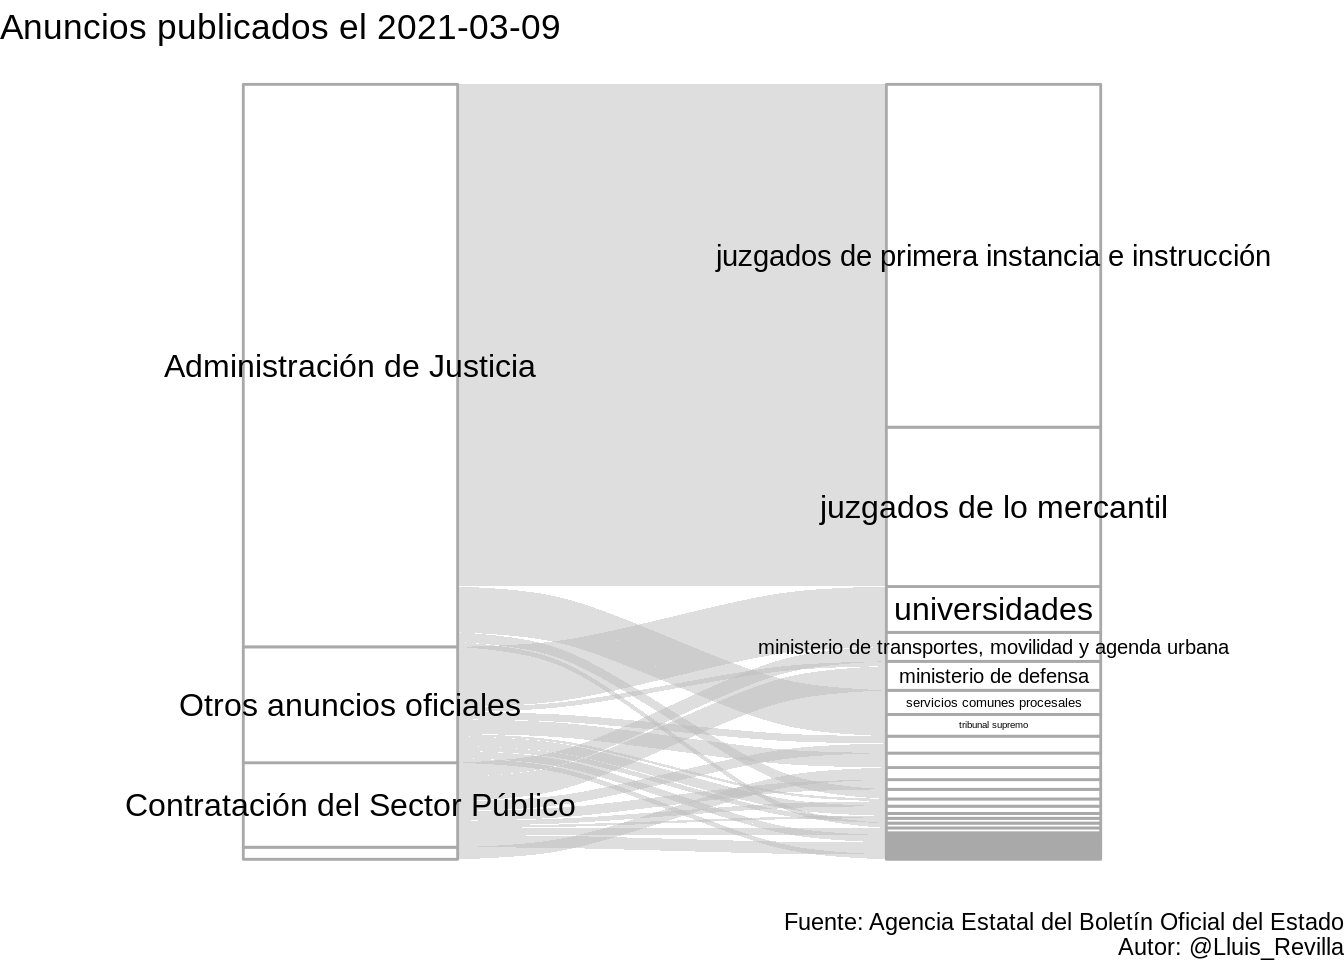 Anuncios publicados el 2021-03-09
juzgados de primera instancia e instrucción
Administración de Justicia
juzgados de lo mercantil
universidades
ministerio de transportes, movilidad y agenda urbana
ministerio de defensa
servicios comunes procesales
Otros anuncios oficiales
tribunal supremo
Contratación del Sector Público
Fuente: Agencia Estatal del Boletín Oficial del Estado
Autor: @Lluis_Revilla